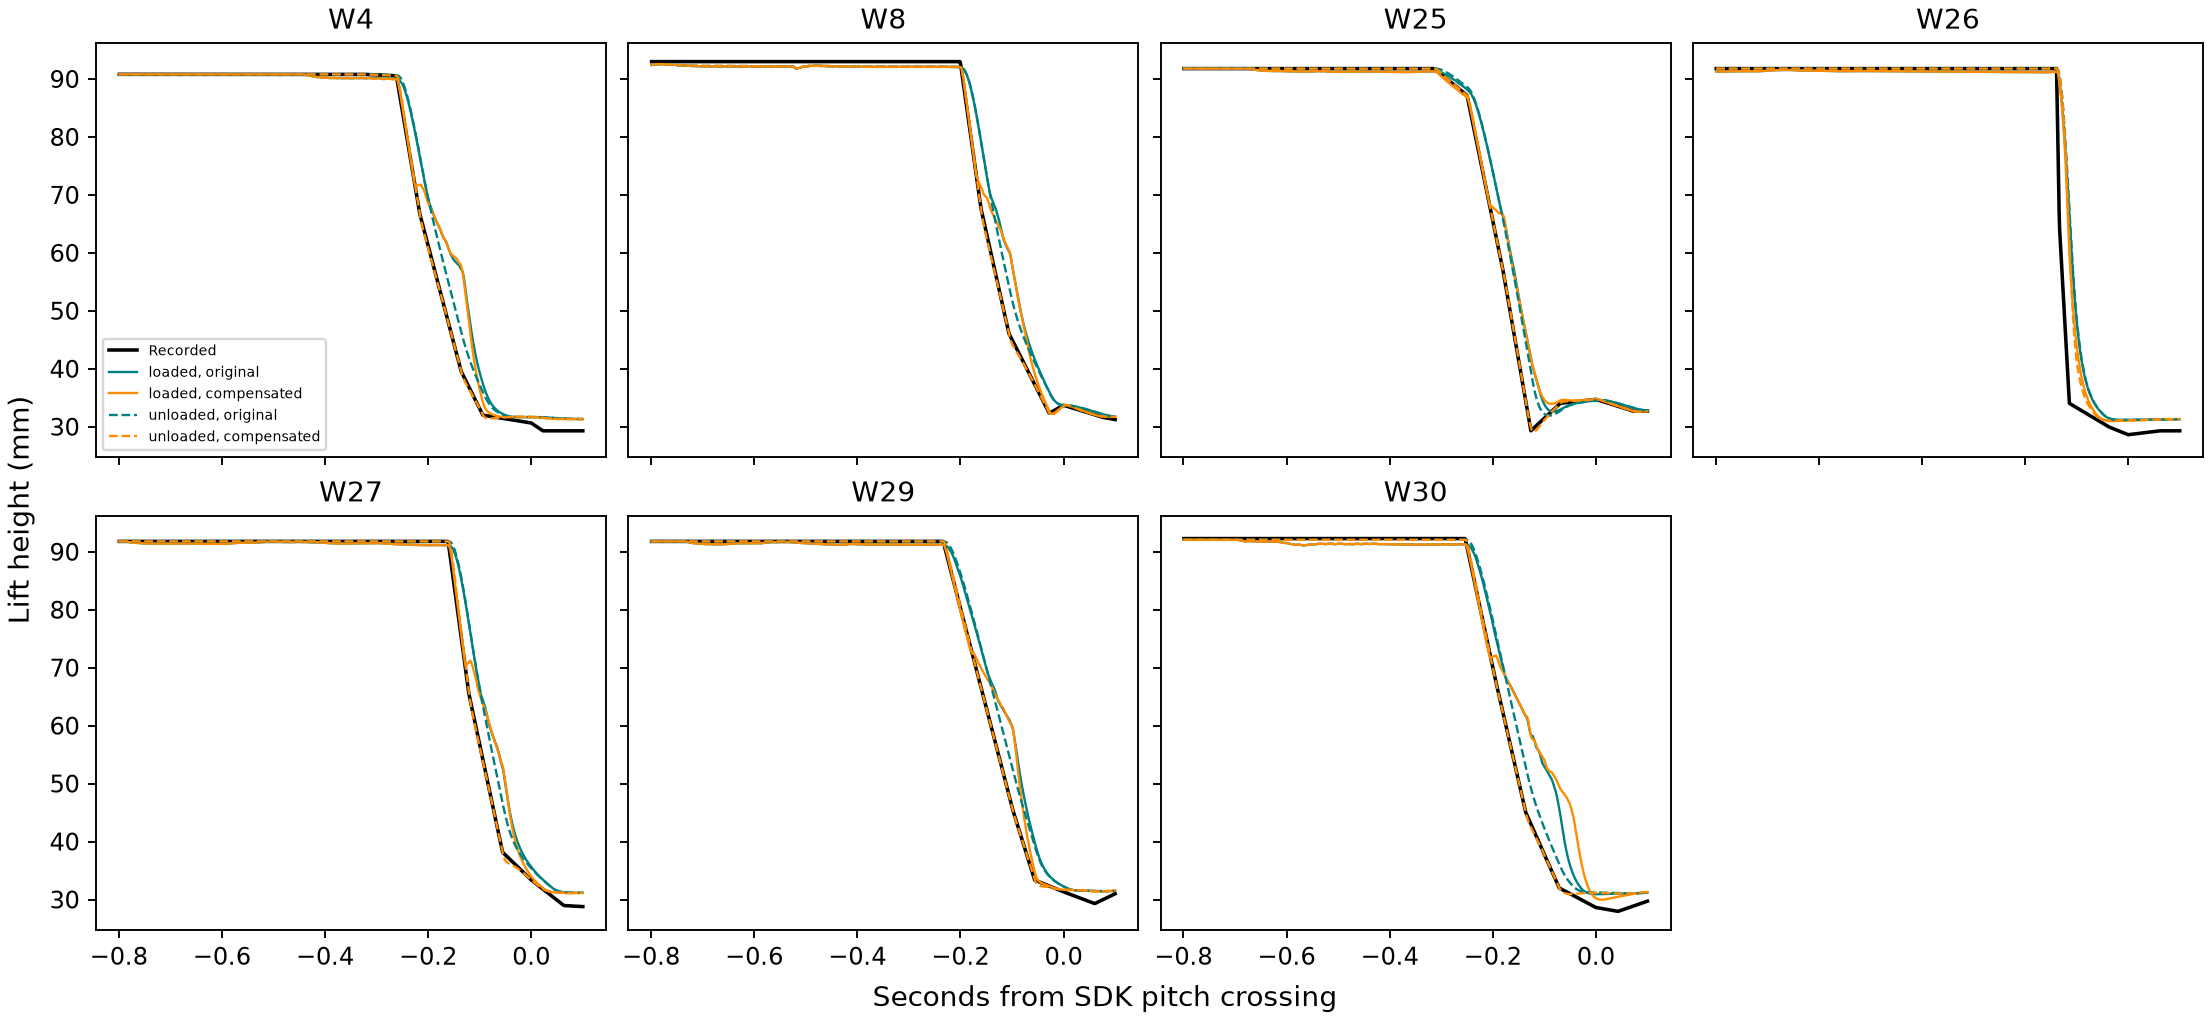 W4
W8
W25
W26
90
80
70
60
50
40
30
Recorded
loaded, original
loaded, compensated
unloaded, original
unloaded, compensated
Lift height (mm)
W27
W29
W30
90
80
70
60
50
40
30
−0.8 −0.6 −0.4 −0.2 0.0
−0.8 −0.6 −0.4 −0.2 0.0
−0.8 −0.6 −0.4 −0.2 0.0
Seconds from SDK pitch crossing